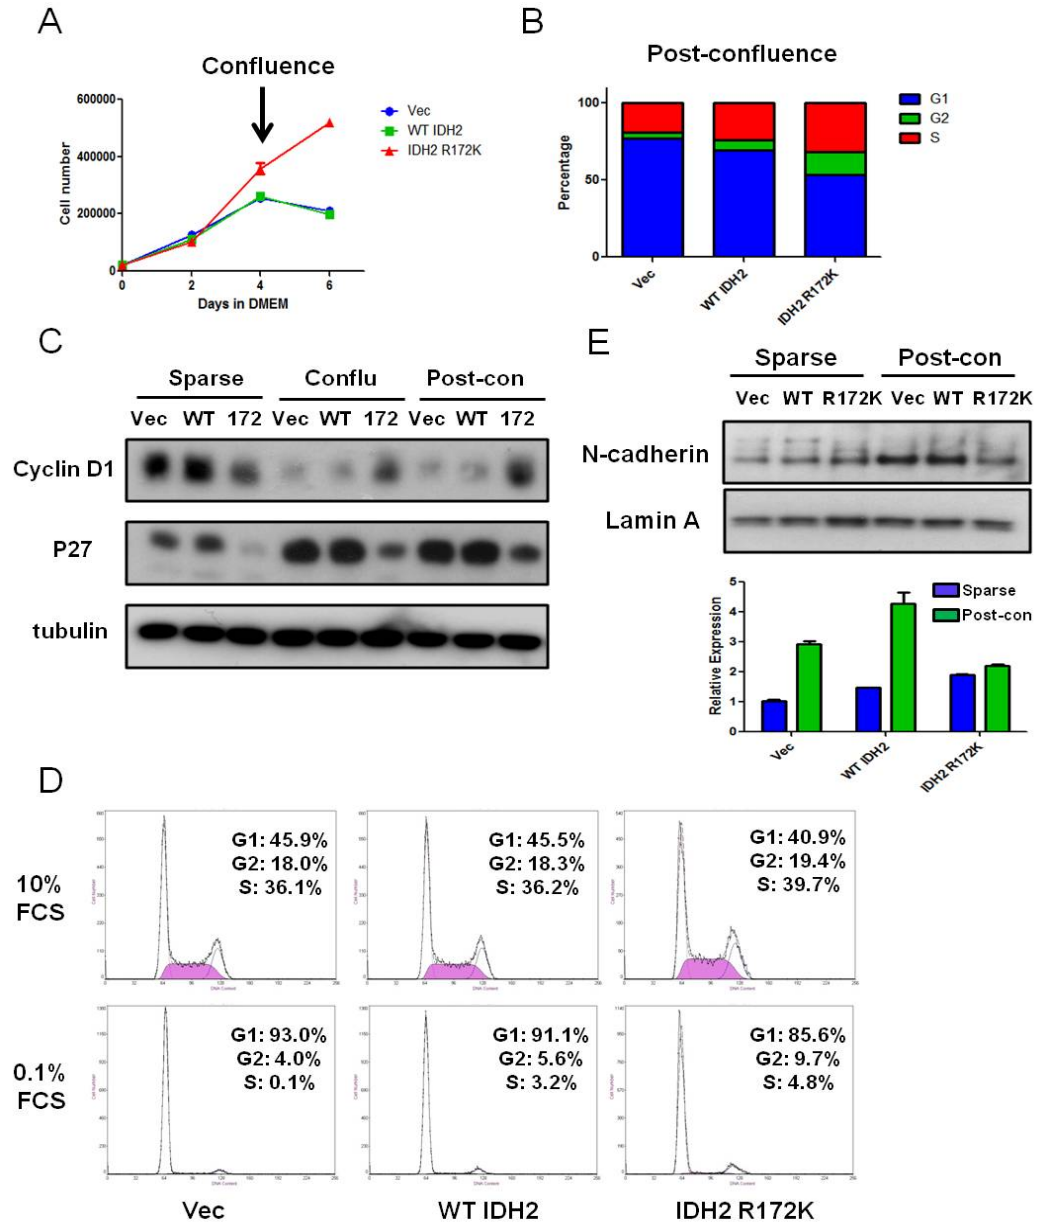 A
Confluence
600000
400000
200000
0
Cell number
0 2 4 6
Days in DMEM
Vec
WT IDH2
IDH2 R172K
B
Post-confluence
100
50
0
Percentage
Vec
WT IDH2
IDH2 R172K
G1
G2
S
C
Sparse Conflu Post-con
Vec WT 172 Vec WT 172 Vec WT 172
Cyclin D1
P27
tubulin
E
Sparse Post-con
Vec WT R172K Vec WT R172K
N-cadherin
Lamin A
5
4
3
2
1
0
Relative Expression
Sparse
Post-con
Vec
WT IDH2
IDH2 R172K
D
10%
FCS
G1: 45.9%
G2: 18.0%
S: 36.1%
G1: 45.5%
G2: 18.3%
S: 36.2%
G1: 40.9%
G2: 19.4%
S: 39.7%
0.1%
FCS
G1: 93.0%
G2: 4.0%
S: 0.1%
G1: 91.1%
G2: 5.6%
S: 3.2%
G1: 85.6%
G2: 9.7%
S: 4.8%
Vec
WT IDH2
IDH2 R172K